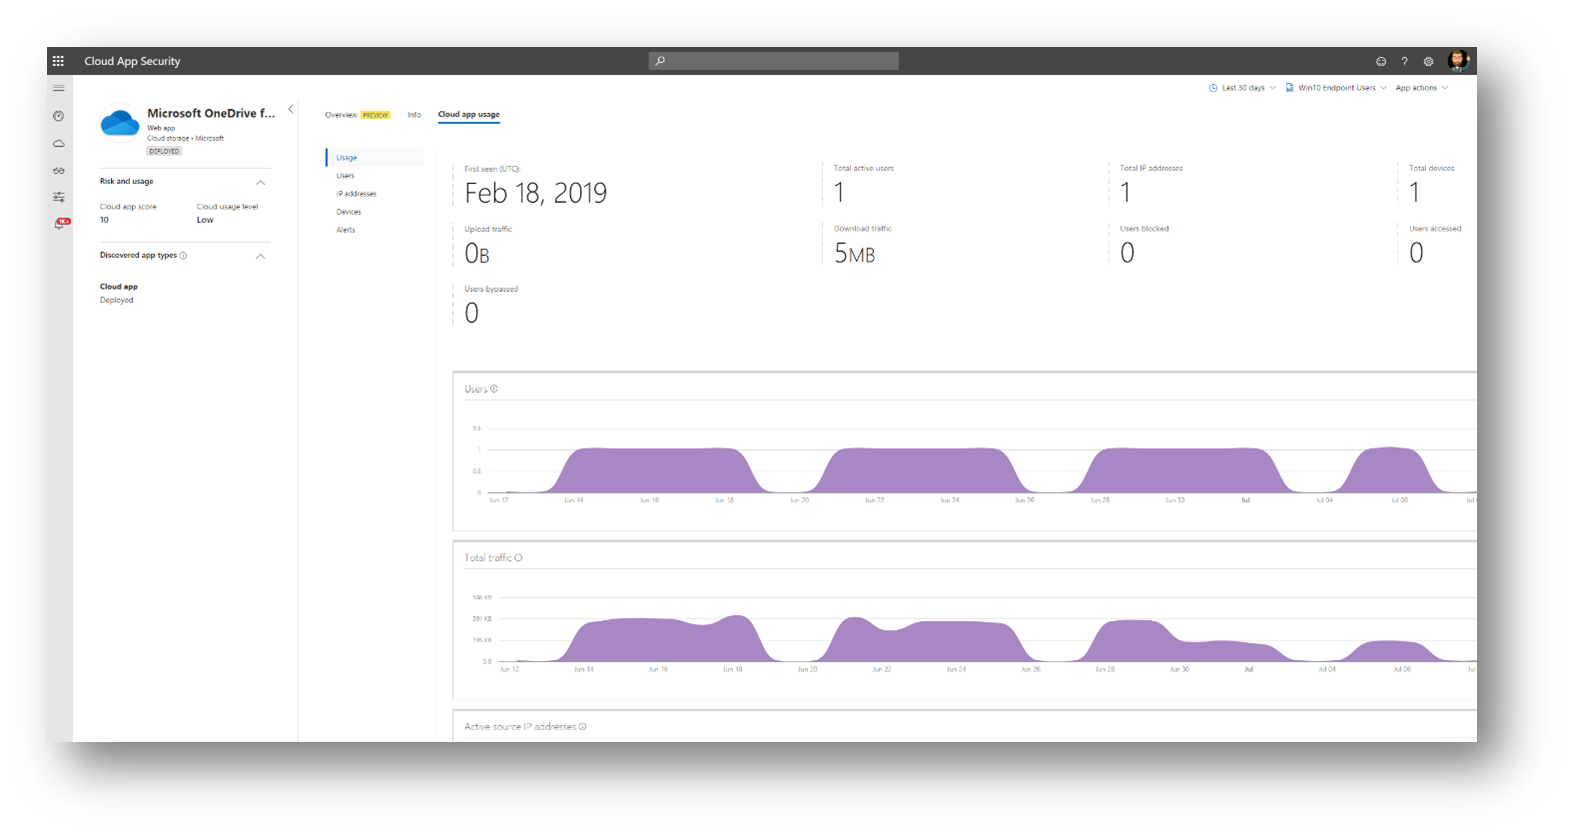 Cloud App Security
?
Last 30 days
Win10 Endpoint Users
App actions
1K+
Microsoft OneDrive f...
Web app
Cloud storage • Microsoft
DEPLOYED
Risk and usage
Cloud app score
Cloud usage level
10
Low
Discovered app types
Cloud app
Deployed
Overview PREVIEW
Info
Cloud app usage
Usage
Users
IP addresses
Devices
Alerts
First seen (UTC):
Feb 18, 2019
Total active users
1
Total IP addresses
1
Total devices
1
Upload traffic
0B
Download traffic
5MB
Users blocked
0
Users accessed
0
Users bypassed
0
Users
1.5
1
0.5
0
Jun 12 Jun 14 Jun 16 Jun 18 Jun 20 Jun 22 Jun 24 Jun 26 Jun 28 Jun 30 Jul Jul 04 Jul 06
Total traffic
586 KB
391 KB
195 KB
0 B
Jun 12 Jun 14 Jun 16 Jun 18 Jun 20 Jun 22 Jun 24 Jun 26 Jun 28 Jun 30 Jul Jul 04 Jul 06
Active source IP addresses